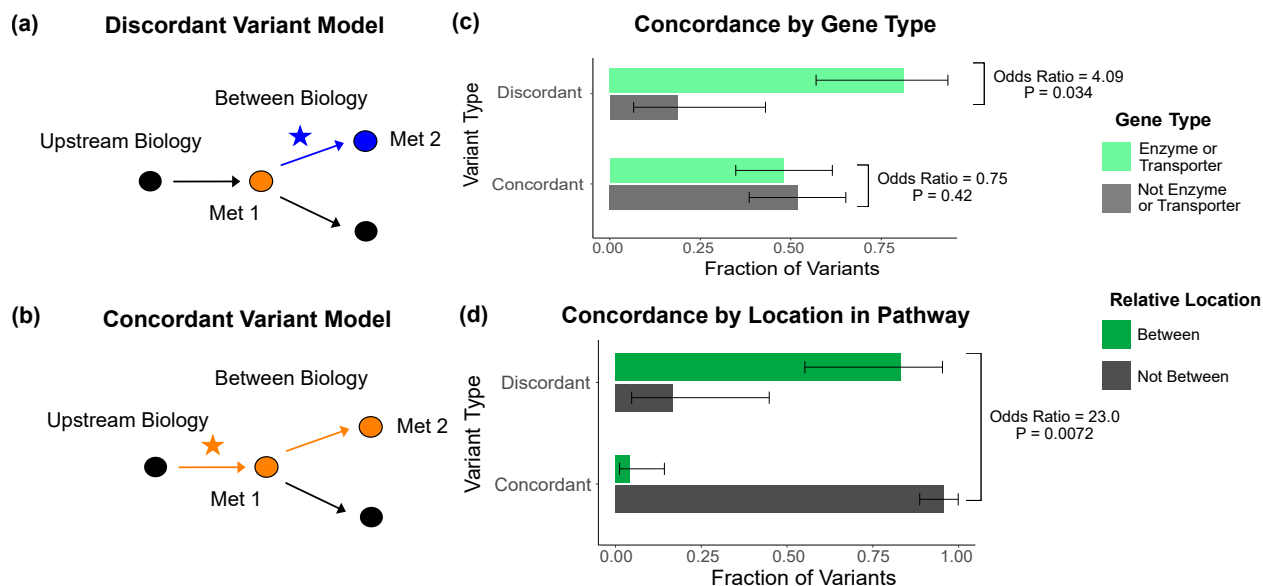 (a)
Discordant Variant Model
Between Biology
Upstream Biology
Met 2
Met 1
(b)
Concordant Variant Model
Between Biology
Upstream Biology
Met 2
Met 1
(c)
Concordance by Gene Type
Variant Type
Discordant
Concordant
0.00
0.25
0.50
0.75
Fraction of Variants
Odds Ratio = 4.09
P = 0.034
Odds Ratio = 0.75
P = 0.42
Gene Type
Enzyme or
Transporter
Not Enzyme
or Transporter
(d)
Concordance by Location in Pathway
Variant Type
Discordant
Concordant
0.00
0.25
0.50
0.75
1.00
Fraction of Variants
Odds Ratio = 23.0
P = 0.0072
Relative Location
Between
Not Between